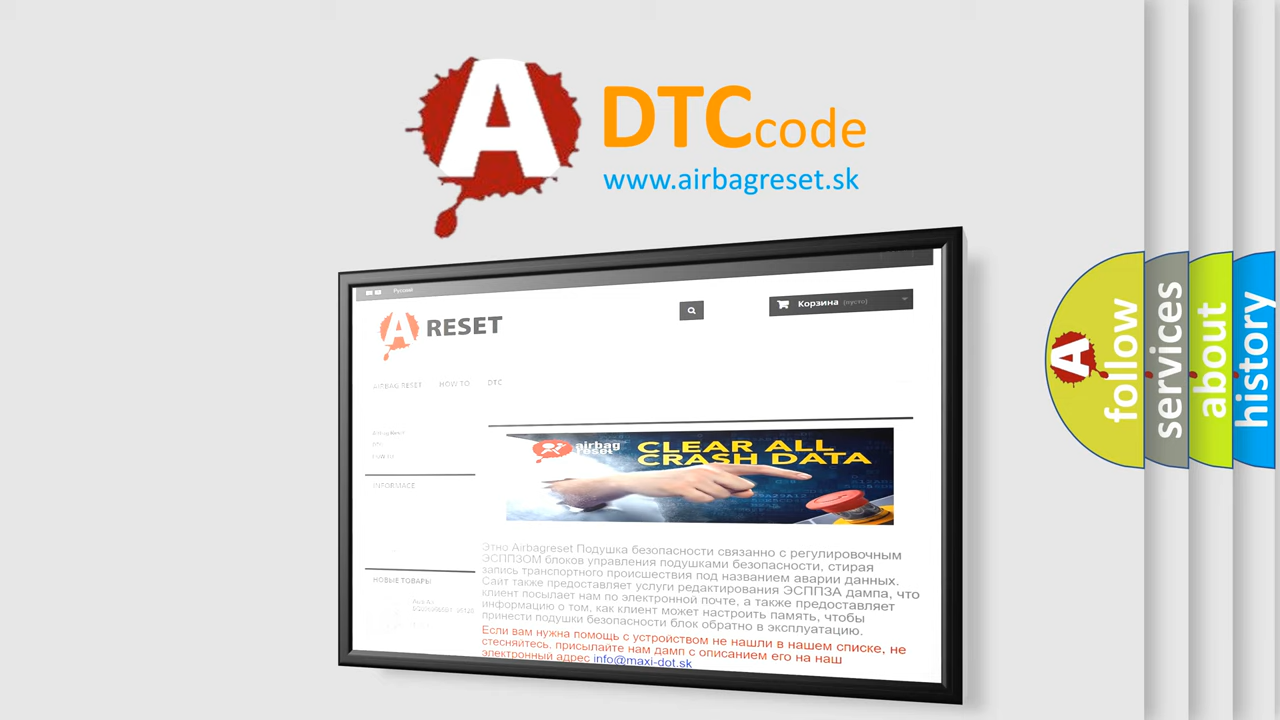 A DTCcode
www.airbagreset.sk
Русский
A RESET
Корзина (пусто)
AIRBAG RESET HOW TO DTC
INFORMACE
airbag
reset
CLEAR ALL
CRASH DATA
Этно Airbagreset Подушка безопасности связанно с регулировочным
ЭСППЗОМ блоков управления подушками безопасности, стирая
запись транспортного происшествия под названием аварии данных.
Сайт также предоставляет услуги редактирования ЭСППЗА дампа, что
клиент посылает нам по электронной почте, а также предоставляет
информацию о том, как клиент может настроить память, чтобы
принести подушки безопасности блок обратно в эксплуатацию.
НОВЫЕ ТОВАРЫ
Если вам нужна помощь с устройством не нашли в нашем списке, не
стесняйтесь, присылайте нам дамп с описанием его на наш
электронный адрес info@maxi-dot.sk
A follow
services
about
history